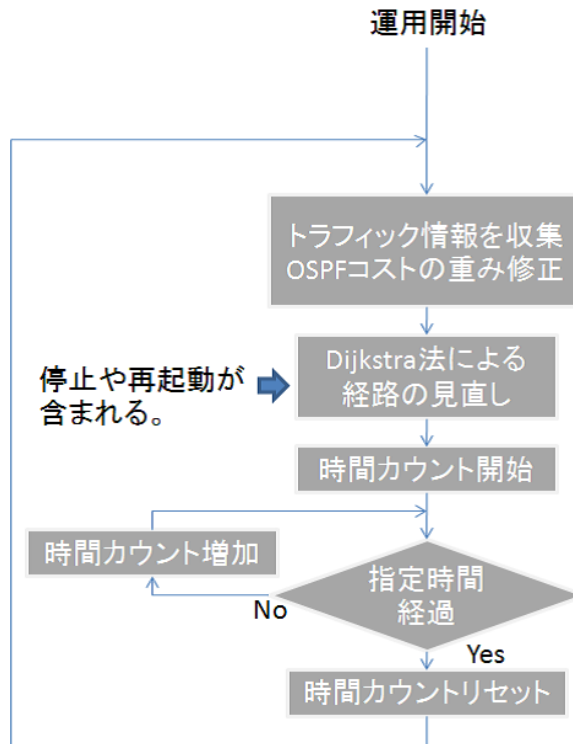 運用開始
トラフィック情報を収集
OSPFコストの重み修正
Dijkstra法による
経路の見直し
停止や再起動が
含まれる。
時間カウント開始
時間カウント増加
指定時間
経過
No
Yes
時間カウントリセット